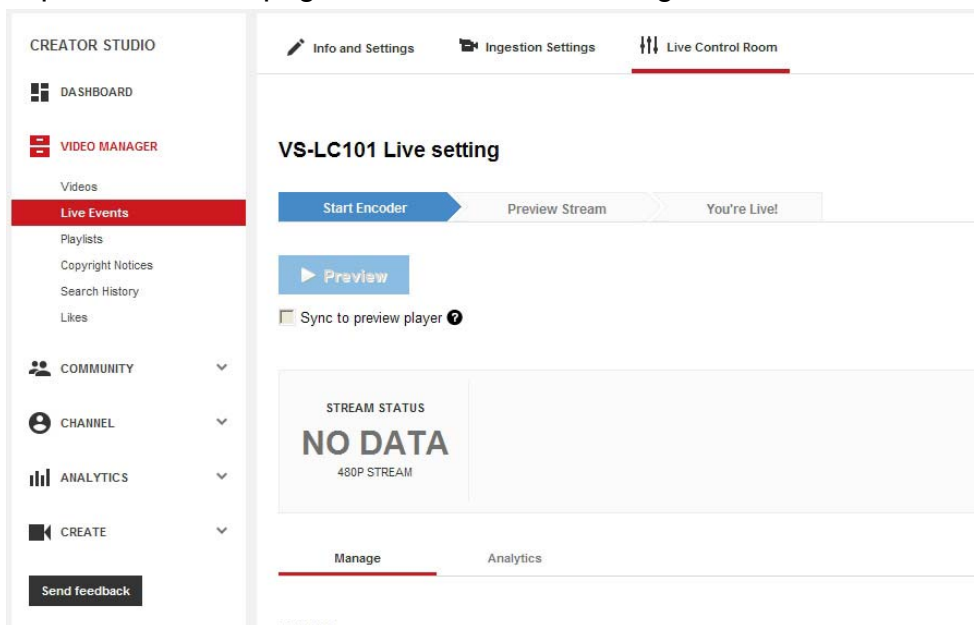 CREATOR STUDIO
Info and Settings
Ingestion Settings
Live Control Room
DASHBOARD
VIDEO MANAGER
Videos
Live Events
Playlists
Copyright Notices
Search History
Likes
COMMUNITY
CHANNEL
ANALYTICS
CREATE
Send feedback
VS-LC101 Live setting
Start Encoder
Preview Stream
You're Live!
Preview
Sync to preview player ?
STREAM STATUS
NO DATA
480P STREAM
Manage
Analytics